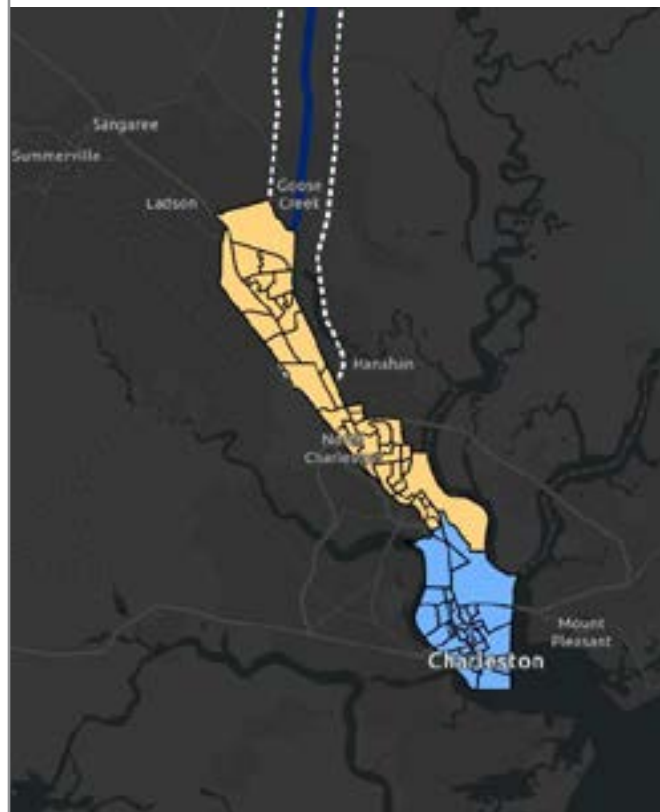 Sangaree
Summerville
Goose
Creek
Ladson
Hanahan
North
Charleston
Mount
Pleasant
Charleston